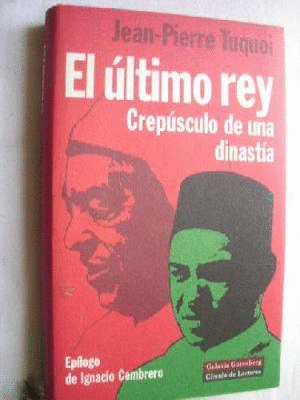 Jean-Pierre Tuquoi
El último rey
Crepúsculo de una
dinastía
Epílogo
de Ignacio Cembrero
Galaxia Gutenberg
Círculo de Lectores